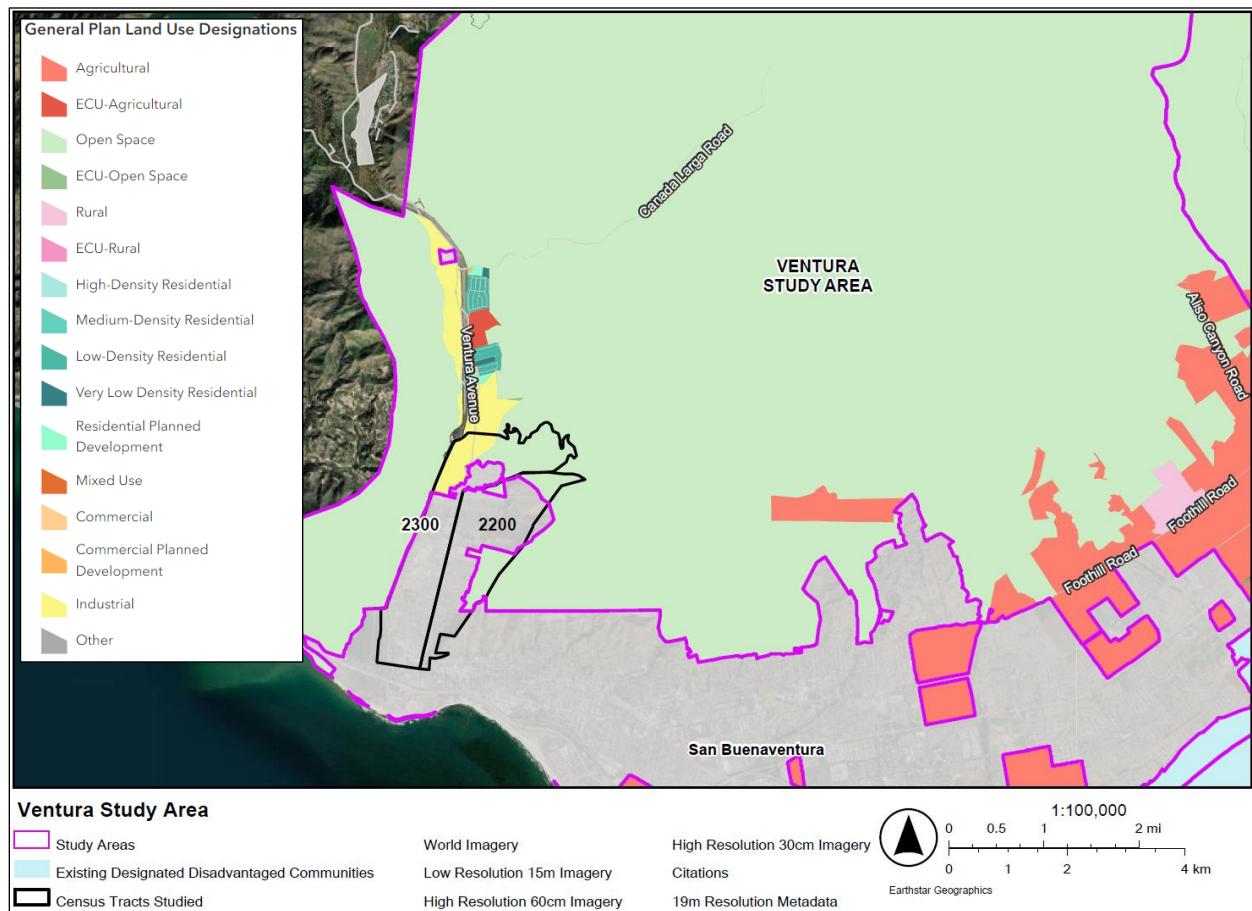 General Plan Land Use Designations
Agricultural
ECU-Agricultural
Open Space
ECU-Open Space
Rural
ECU-Rural
High-Density Residential
Medium-Density Residential
Low-Density Residential
Very Low Density Residential
Residential Planned
Development
Mixed Use
Commercial
Commercial Planned
Development
Industrial
Other
Canada Larga Road
VENTURA
STUDY AREA
Aliso Canyon Road
Ventura Avenue
Foothill Road
Foothill Road
2300
2200
San Buenaventura
Ventura Study Area
Study Areas
Existing Designated Disadvantaged Communities
Census Tracts Studied
World Imagery
Low Resolution 15m Imagery
High Resolution 60cm Imagery
High Resolution 30cm Imagery
Citations
19m Resolution Metadata
Earthstar Geographics
1:100,000
0 0.5 1 2 mi
0 1 2 4 km